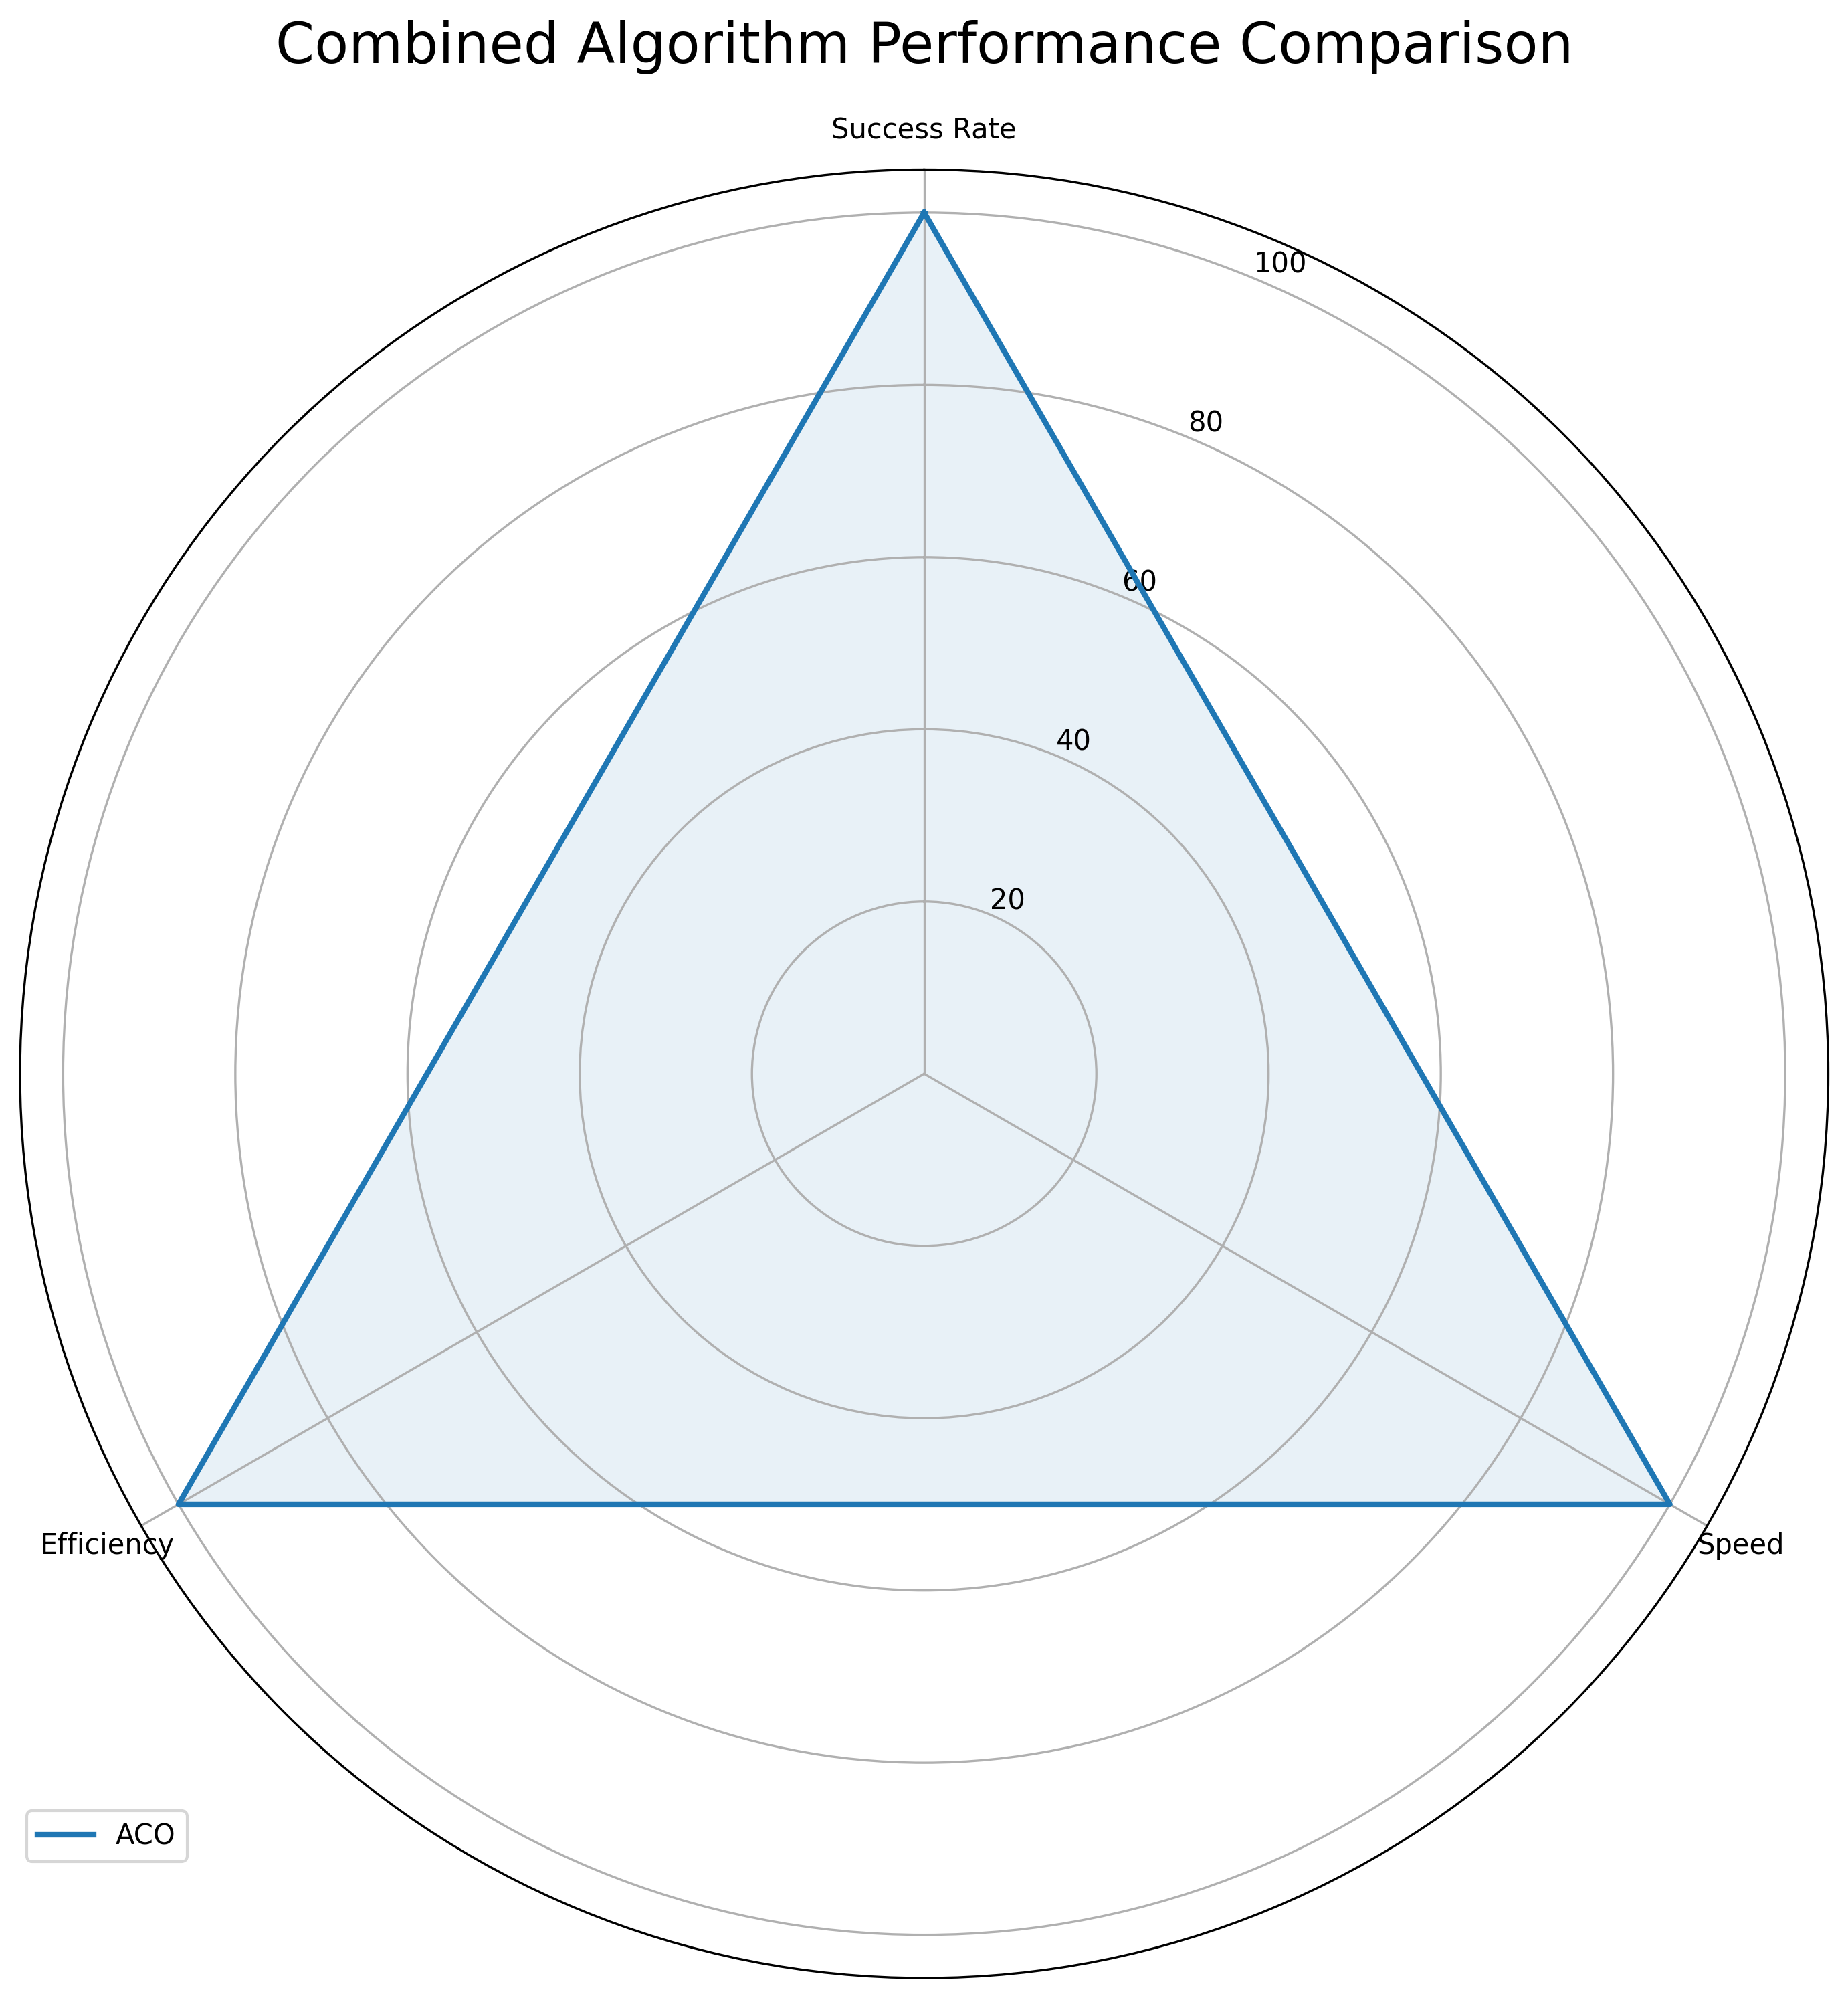 Combined Algorithm Performance Comparison
Success Rate
100
80
60
40
20
Efficiency
Speed
ACO